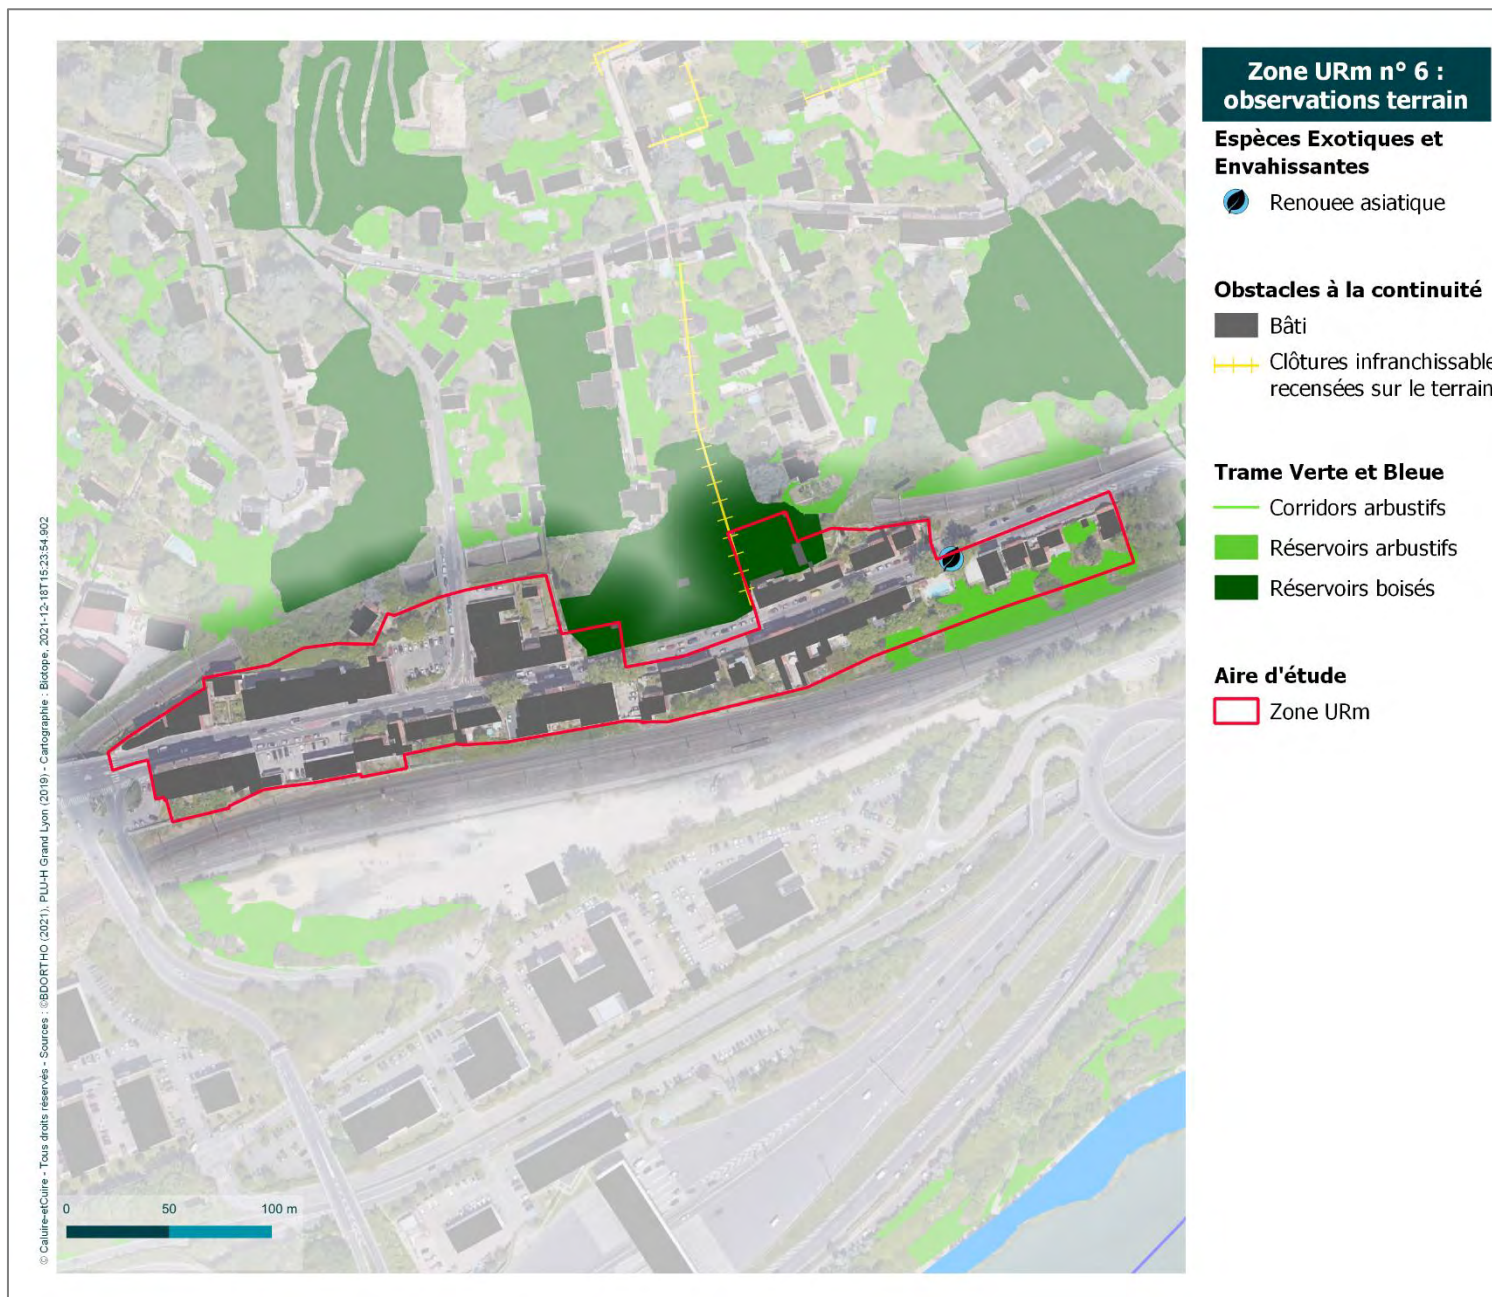 Zone URm n° 6 :
observations terrain
Espèces Exotiques et
Envahissantes
Renouee asiatique
Obstacles à la continuité
Bâti
Clôtures infranchissable
recensées sur le terrain
Trame Verte et Bleue
Corridors arbustifs
Réservoirs arbustifs
Réservoirs boisés
Aire d'étude
Zone URm
© Caluire-etCuire - Tous droits réservés - Sources : ©BDORTHO (2021), PLU-H Grand Lyon (2019) - Cartographie : Biotope, 2021-12-18T15:23:54.902
0 50 100 m